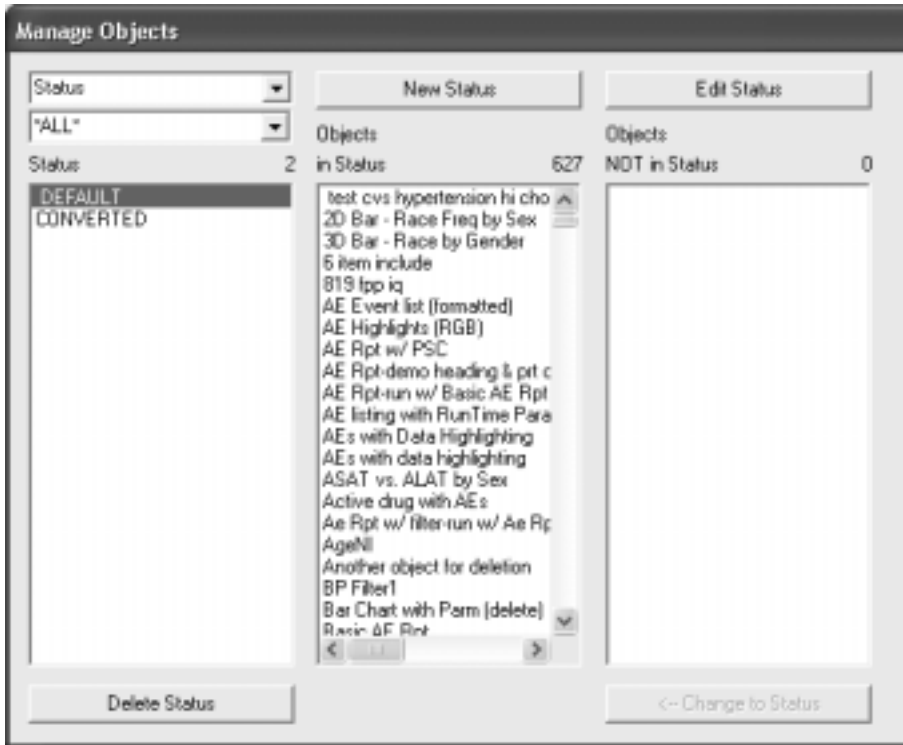 Manage Objects
Status
New Status
Edit Status
*ALL*
Objects
Objects
Status 2
in Status 627
NOT in Status 0
DEFAULT
CONVERTED
test cvs hypertension hi cho
2D Bar - Race Freq by Sex
3D Bar - Race by Gender
6 item include
819 fpp iq
AE Event list (formatted)
AE Highlights (RGB)
AE Rpt w/ PSC
AE Rpt-demo heading & prt c
AE Rpt-run w/ Basic AE Rpt
AE listing with RunTime Para
AEs with Data Highlighting
AEs with data highlighting
ASAT vs. ALAT by Sex
Active drug with AEs
Ae Rpt w/ filter-run w/ Ae Rp
AgeNI
Another object for deletion
BP Filter1
Bar Chart with Parm (delete)
Basic AE Rpt
Delete Status
<-- Change to Status